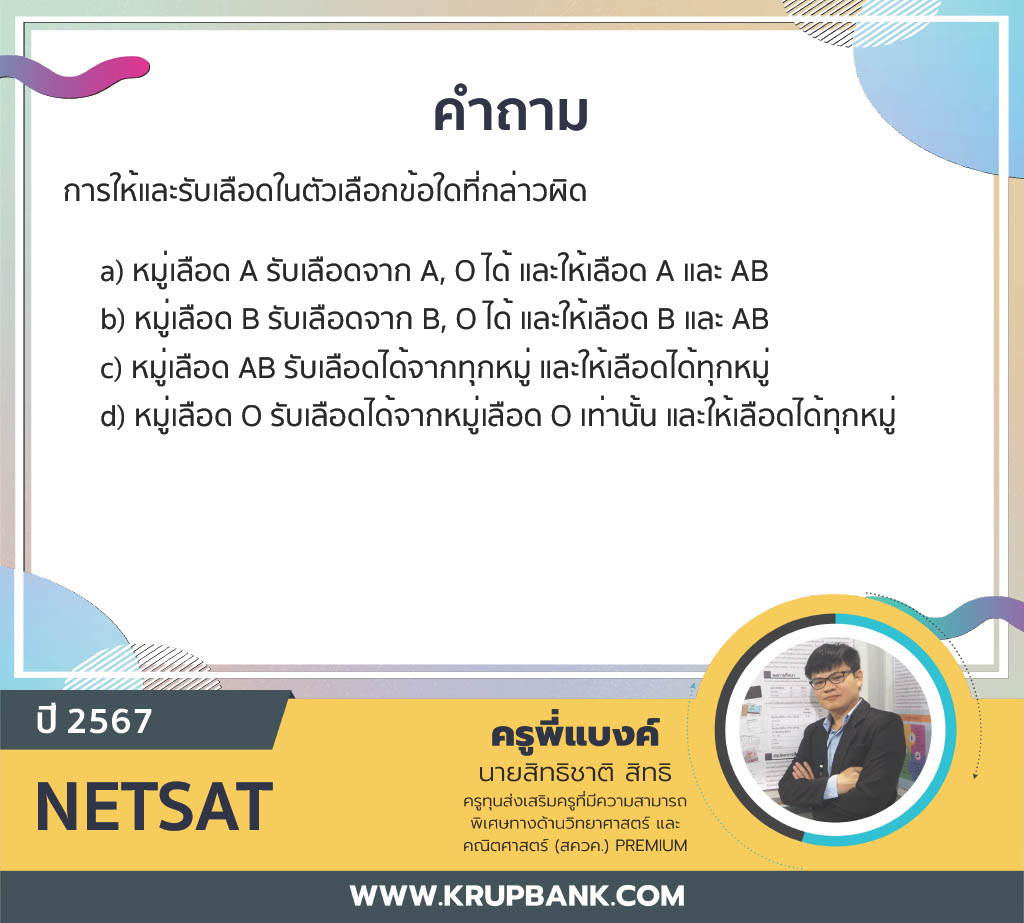 คำถาม
การให้และรับเลือดในตัวเลือกข้อใดที่กล่าวผิด
a) หมู่เลือด A รับเลือดจาก A, O ได้ และให้เลือด A และ AB
b) หมู่เลือด B รับเลือดจาก B, O ได้ และให้เลือด B และ AB
c) หมู่เลือด AB รับเลือดได้จากทุกหมู่ และให้เลือดได้ทุกหมู่
d) หมู่เลือด O รับเลือดได้จากหมู่เลือด O เท่านั้น และให้เลือดได้ทุกหมู่
ปี 2567
NETSAT
ครูพี่แบงค์
นายสิทธิชาติ สิทธิ
ครูทุนส่งเสริมครูที่มีความสามารถ
พิเศษทางด้านวิทยาศาสตร์ และ
คณิตศาสตร์ (สควค.) PREMIUM
WWW.KRUPBANK.COM